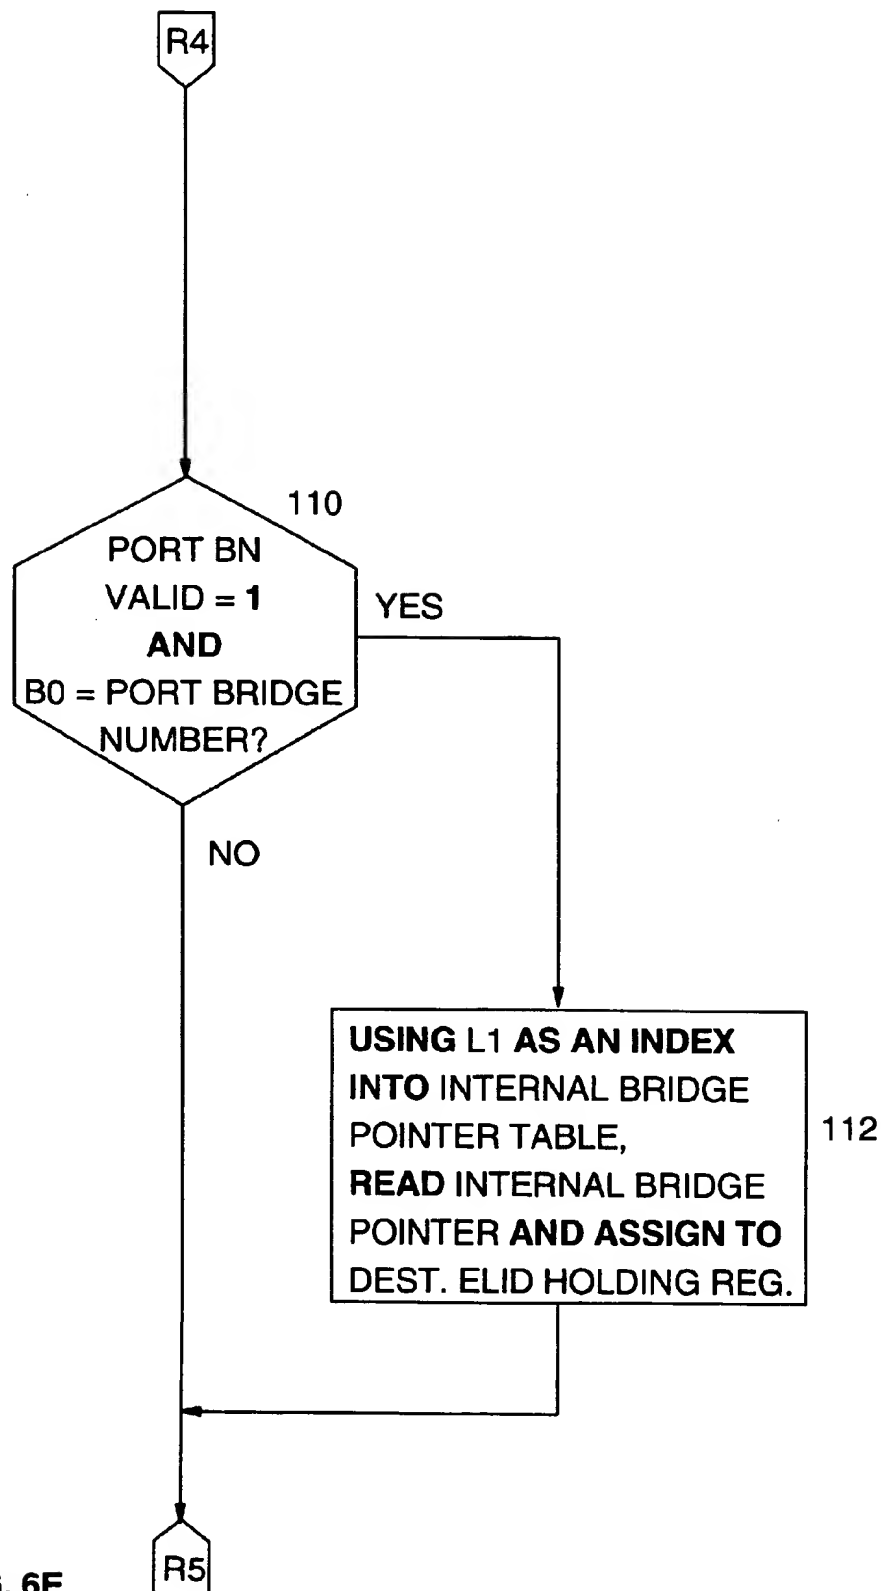 R4
110
PORT BN
VALID = 1
AND
B0 = PORT BRIDGE
NUMBER?
YES
NO
USING L1 AS AN INDEX
INTO INTERNAL BRIDGE
POINTER TABLE,
READ INTERNAL BRIDGE
POINTER AND ASSIGN TO
DEST. ELID HOLDING REG.
112
R5